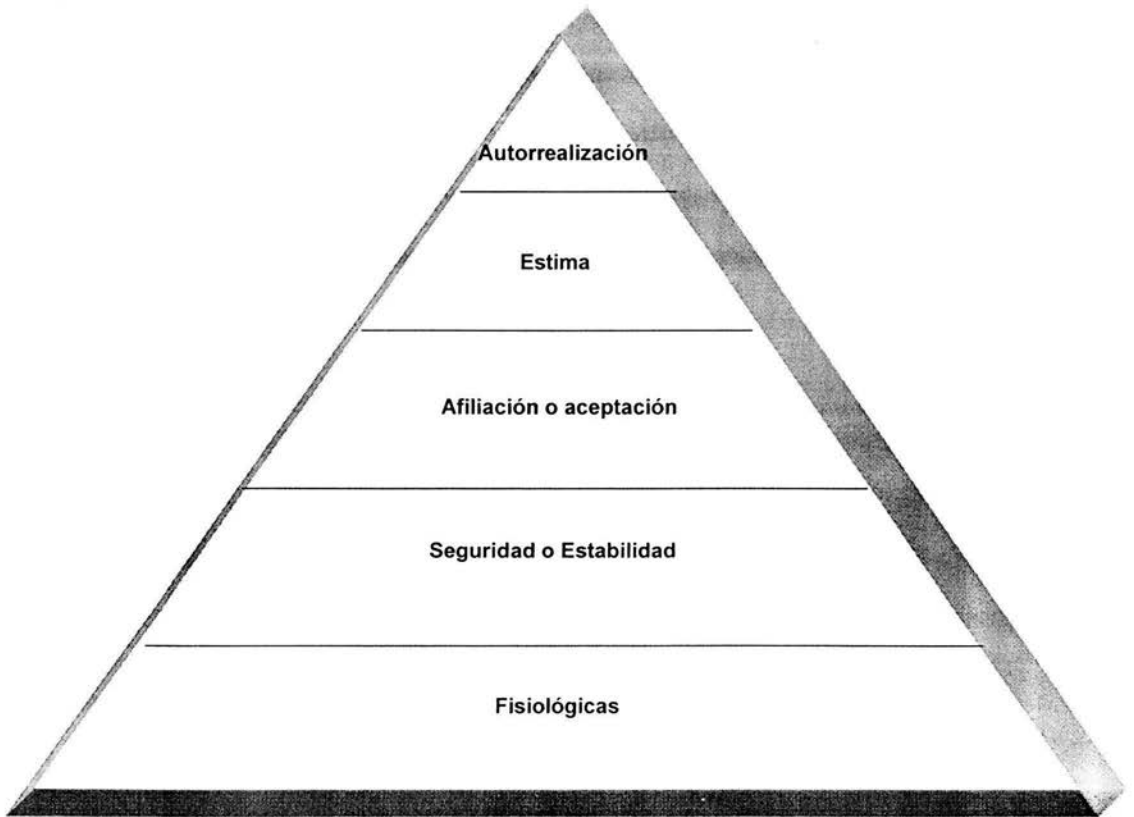 Autorrealización
Estima
Afiliación o aceptación
Seguridad o Estabilidad
Fisiológicas